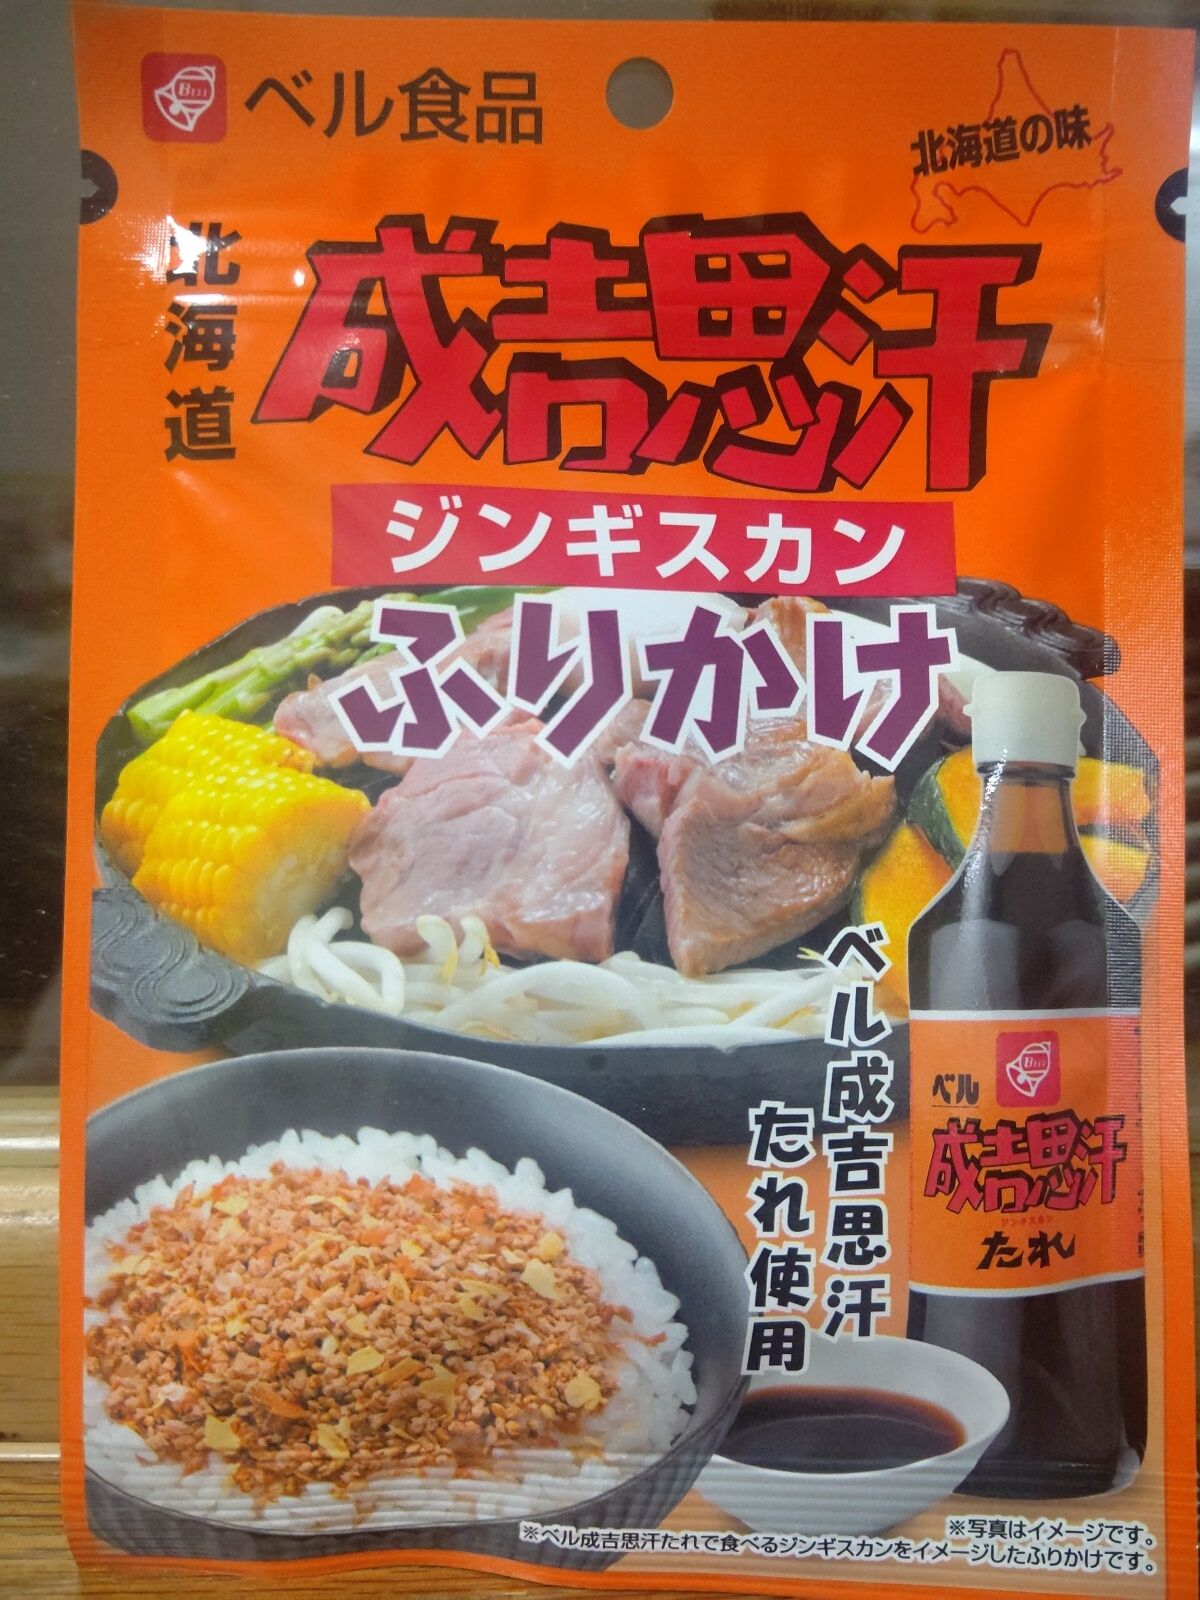 BELL
ベル食品
北海道の味
北海道
成吉思汗
ジンギスカン
ふりかけ
ベル成吉思汗
たれ使用
BELL
ベル
成吉思汗
ジンギスカン
たれ
※写真はイメージです。
※ベル成吉思汗たれで食べるジンギスカンをイメージしたふりかけです。